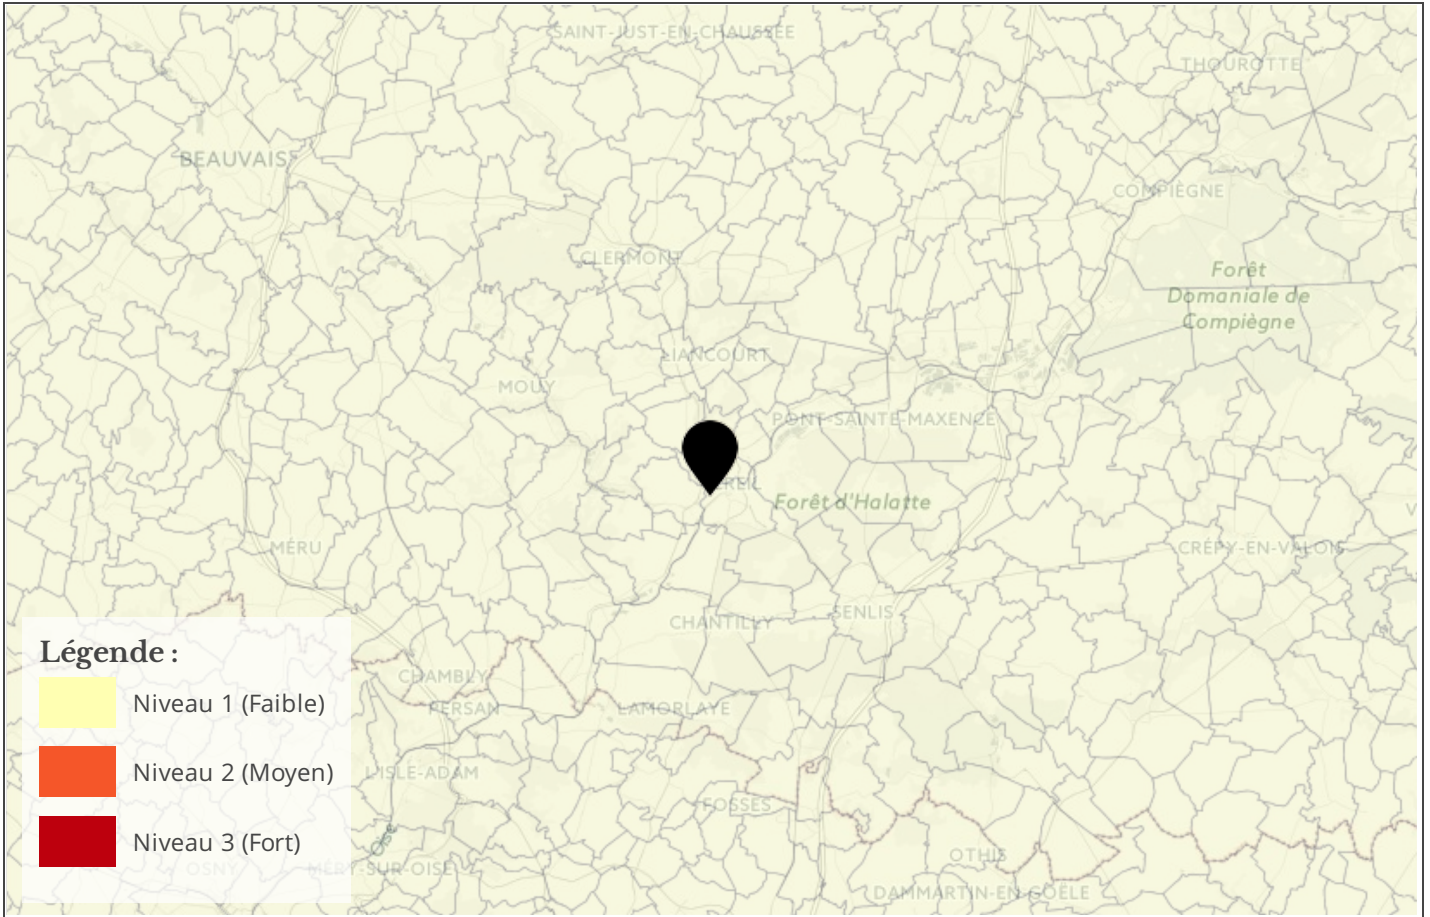 SAINT-JUST-EN-CHAUSSÉE
THOUROTTE
BEAUVAIS
COMPIÈGNE
CLERMONT
Forêt
Domaniale de
Compiègne
LIANCOURT
MOUY
PONT-SAINTE-MAXENCE
CREIL
Forêt d'Halatte
V
MÉRU
CRÉPY-EN-VALOIS
CHANTILLY
SENLIS
Légende :
CHAMBLY
Niveau 1 (Faible)
PERSAN
LAMORLAYE
Niveau 2 (Moyen)
L'ISLE-ADAM
FOSSES
Niveau 3 (Fort)
Oise
OTHIS
OSNY
MÉRY-SUR-OISE
DAMMARTIN-EN-GOËLE